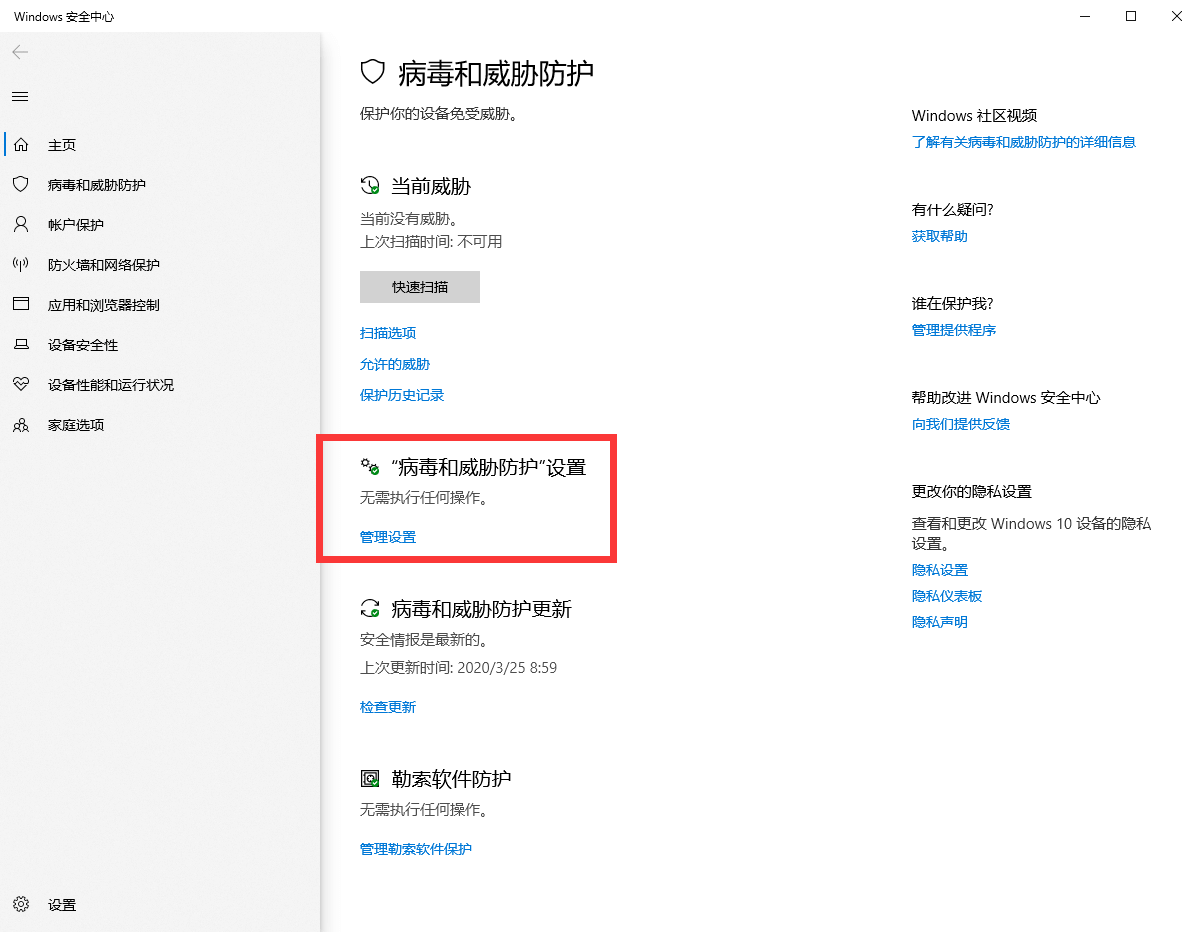 Windows 安全中心
主页
病毒和威胁防护
帐户保护
防火墙和网络保护
应用和浏览器控制
设备安全性
设备性能和运行状况
家庭选项
设置
病毒和威胁防护
保护你的设备免受威胁。
当前威胁
当前没有威胁。
上次扫描时间: 不可用
快速扫描
扫描选项
允许的威胁
保护历史记录
“病毒和威胁防护”设置
无需执行任何操作。
管理设置
病毒和威胁防护更新
安全情报是最新的。
上次更新时间: 2020/3/25 8:59
检查更新
勒索软件防护
无需执行任何操作。
管理勒索软件保护
Windows 社区视频
了解有关病毒和威胁防护的详细信息
有什么疑问?
获取帮助
谁在保护我?
管理提供程序
帮助改进 Windows 安全中心
向我们提供反馈
更改你的隐私设置
查看和更改 Windows 10 设备的隐私
设置。
隐私设置
隐私仪表板
隐私声明